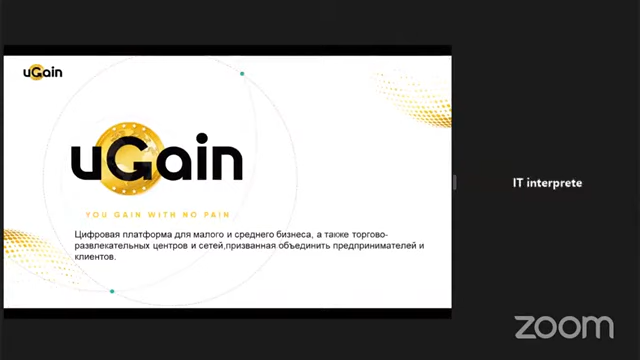 uGain
uGain
YOU GAIN WITH NO PAIN
Цифровая платформа для малого и среднего бизнеса, а также торгово-
развлекательных центров и сетей,призванная объединить предпринимателей и
клиентов.
IT interprete
zoom